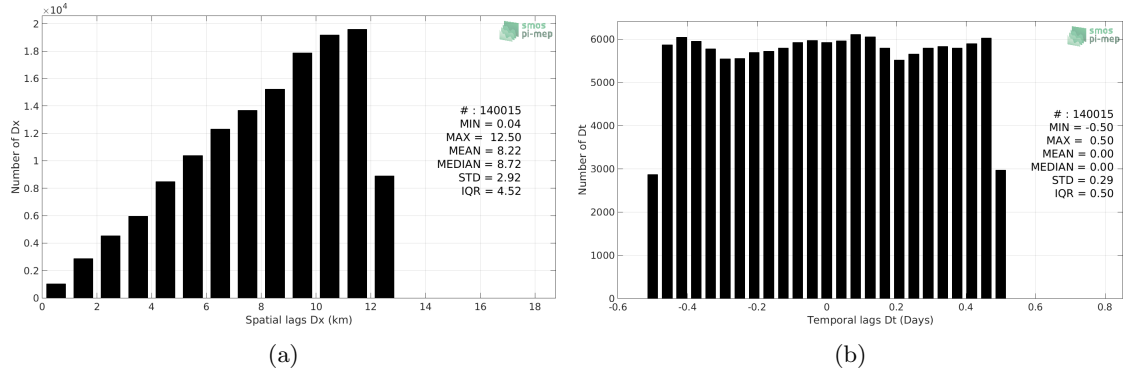 ×10⁴
2
1.8
1.6
1.4
1.2
1
0.8
0.6
0.4
0.2
0
0 2 4 6 8 10 12 14 16 18
Number of Dx
Spatial lags Dx (km)
smos
pi-mep
# : 140015
MIN = 0.04
MAX = 12.50
MEAN = 8.22
MEDIAN = 8.72
STD = 2.92
IQR = 4.52
(a)
6000
5000
4000
3000
2000
1000
0
-0.6 -0.4 -0.2 0 0.2 0.4 0.6 0.8
Number of Dt
Temporal lags Dt (Days)
smos
pi-mep
# : 140015
MIN = -0.50
MAX = 0.50
MEAN = 0.00
MEDIAN = 0.00
STD = 0.29
IQR = 0.50
(b)